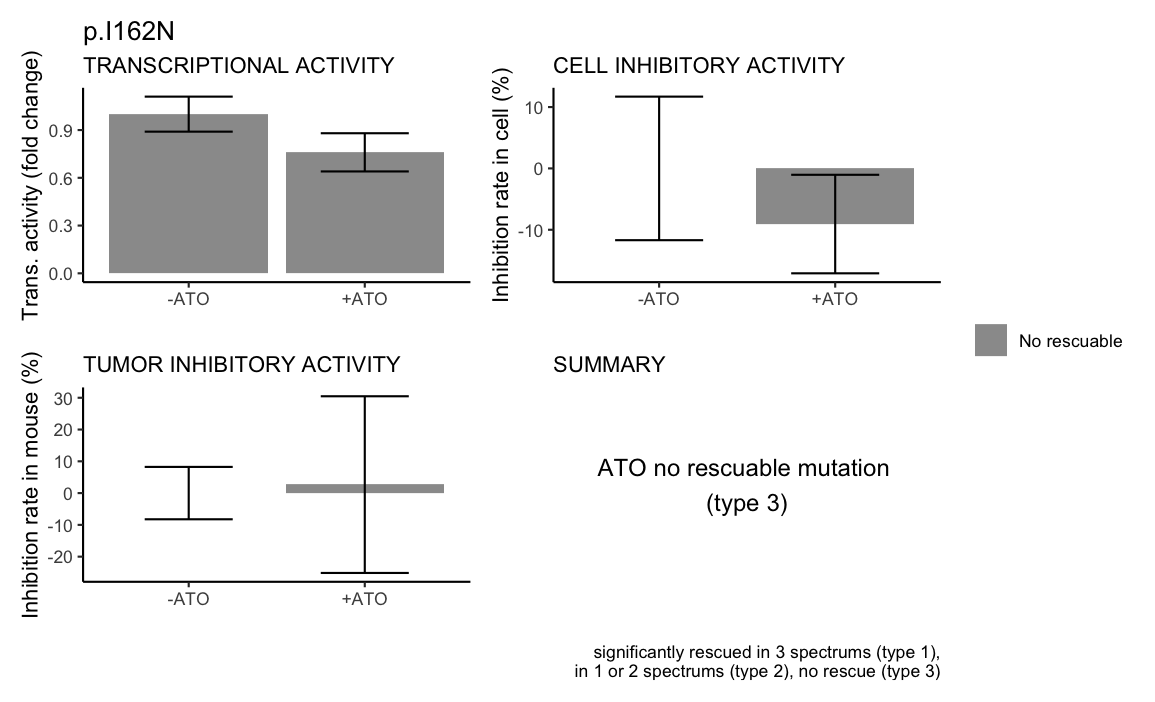 p.I162N
TRANSCRIPTIONAL ACTIVITY
Trans. activity (fold change)
0.9
0.6
0.3
0.0
-ATO +ATO
CELL INHIBITORY ACTIVITY
Inhibition rate in cell (%)
10
0
-10
-ATO +ATO
No rescuable
TUMOR INHIBITORY ACTIVITY
Inhibition rate in mouse (%)
30
20
10
0
-10
-20
-ATO +ATO
SUMMARY
ATO no rescuable mutation
(type 3)
significantly rescued in 3 spectrums (type 1),
in 1 or 2 spectrums (type 2), no rescue (type 3)